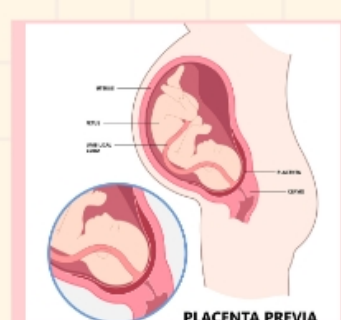 UTERUS
FETUS
UMBILICAL
CORD
PLACENTA
CERVIX
PLACENTA PREVIA